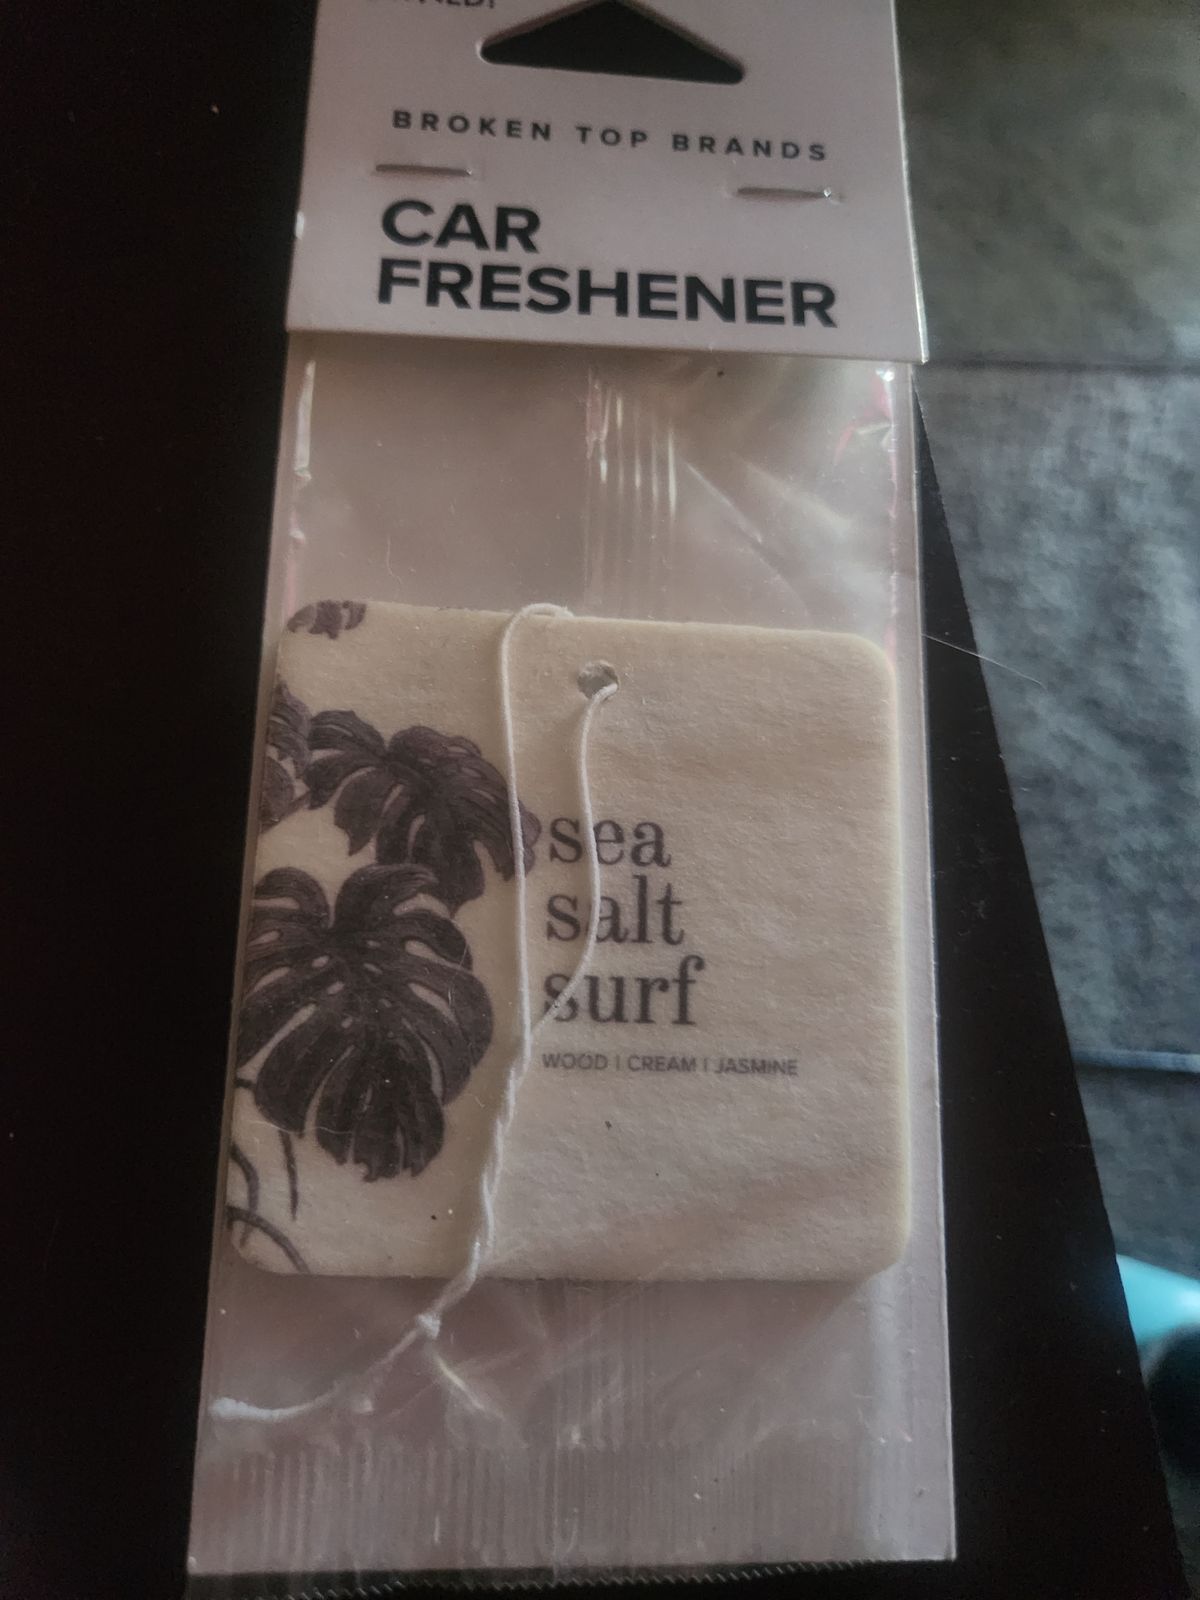 BROKEN TOP BRANDS
CAR
FRESHENER
sea
salt
surf
WOOD | CREAM | JASMINE